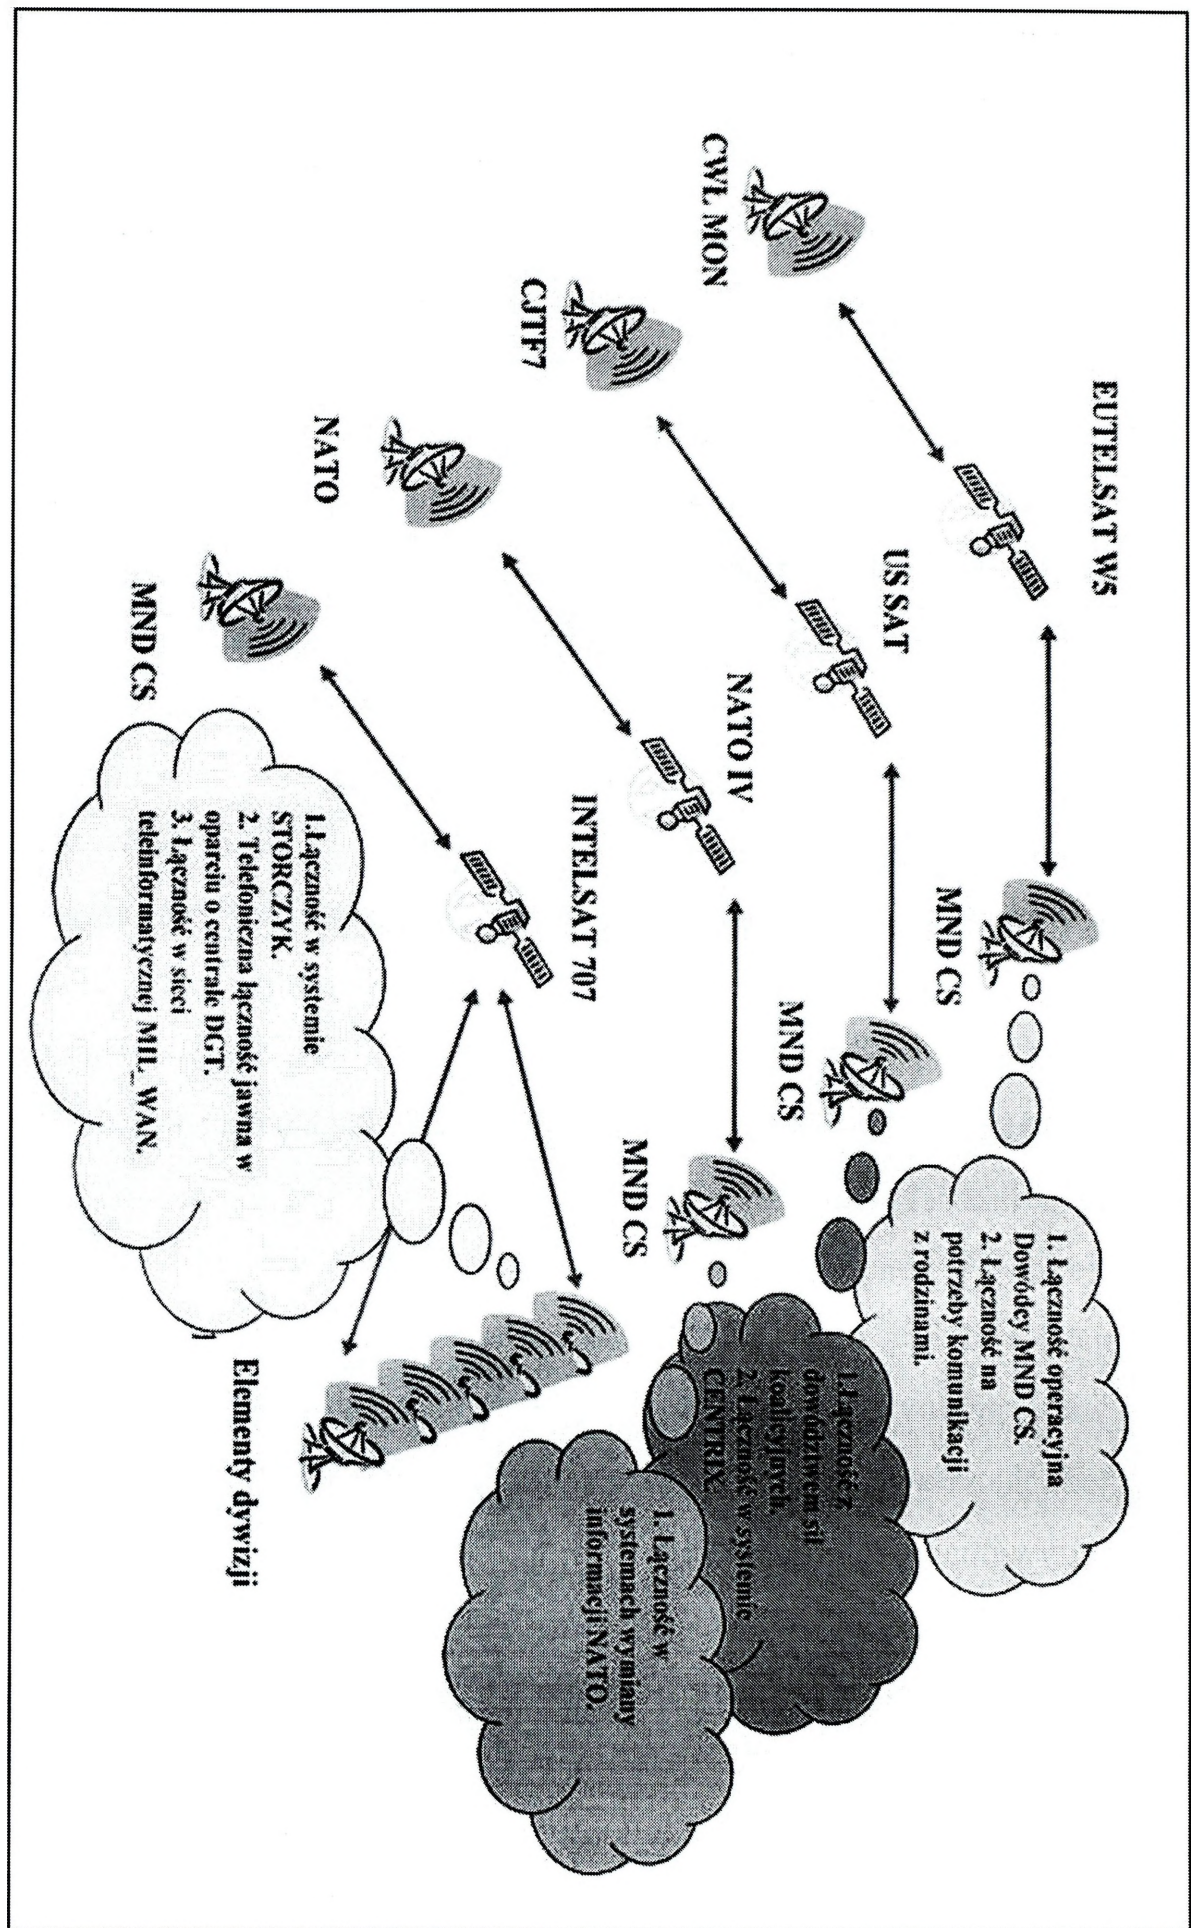 EUTELSAT W5
CWL MON
MND CS
1. Łączność operacyjna
Dowódcy MND CS.
2. Łączność na
potrzeby komunikacji
z rodzinami.
US SAT
CJTF7
MND CS
1.Łączność z
dowództwem sił
koalicyjnych.
2. Łączność w systemie
CENTRIX.
NATO IV
NATO
MND CS
1. Łączność w
systemach wymiany
informacji NATO.
INTELSAT 707
MND CS
Elementy dywizji
1.Łączność w systemie
STORCZYK.
2. Telefoniczna łączność jawna w
oparciu o centrale DGT.
3. Łączność w sieci
teleinformatycznej MIL_WAN.